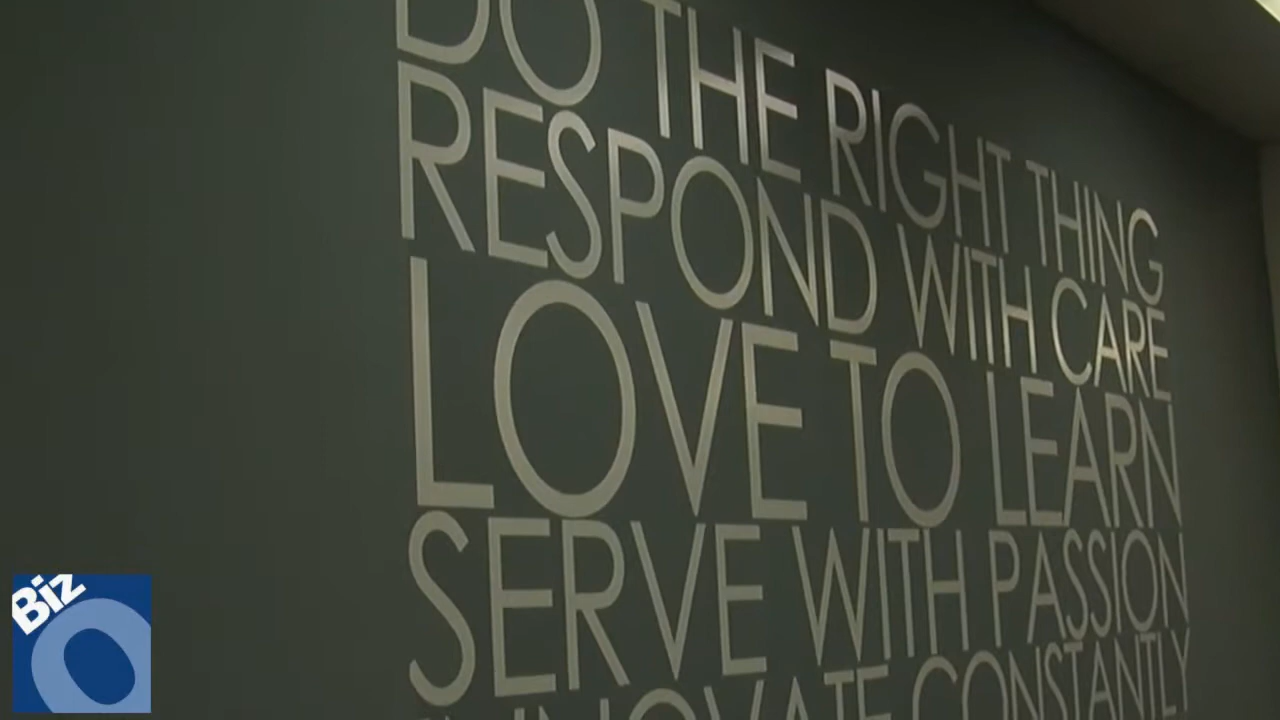 DO THE RIGHT THING
RESPOND WITH CARE
LOVE TO LEARN
SERVE WITH PASSION
INNOVATE CONSTANTLY
Biz
O